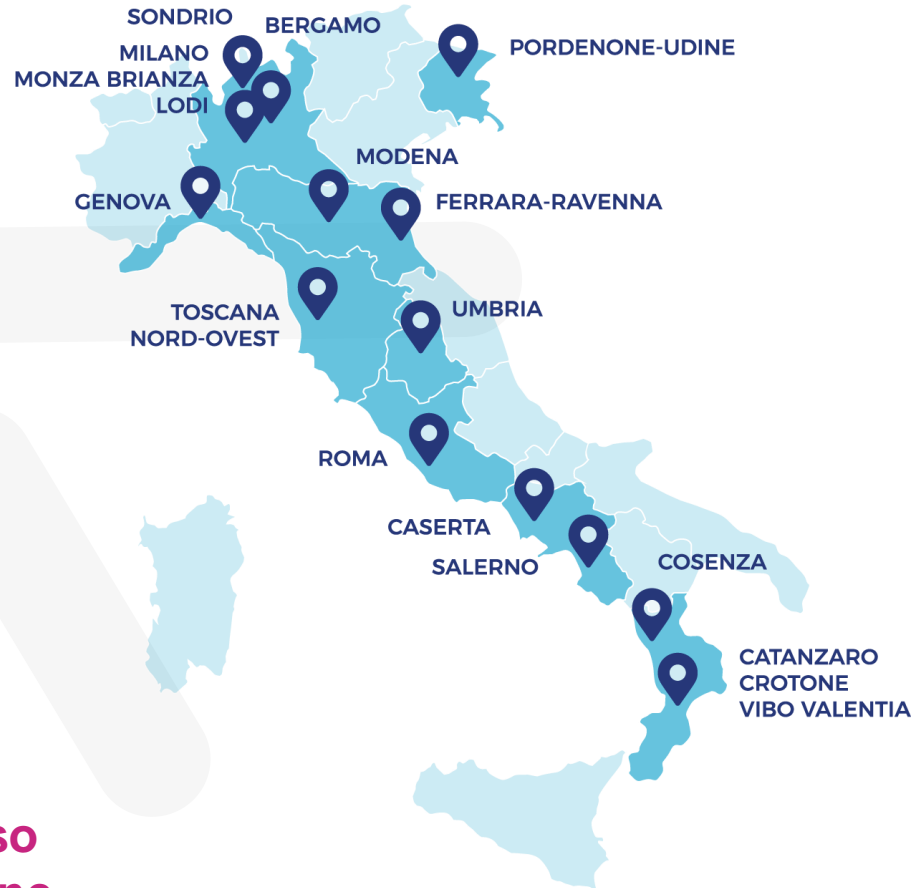 SONDRIO
BERGAMO
MILANO
MONZA BRIANZA
LODI
PORDENONE-UDINE
MODENA
GENOVA
FERRARA-RAVENNA
TOSCANA
NORD-OVEST
UMBRIA
ROMA
CASERTA
SALERNO
COSENZA
CATANZARO
CROTONE
VIBO VALENTIA
so